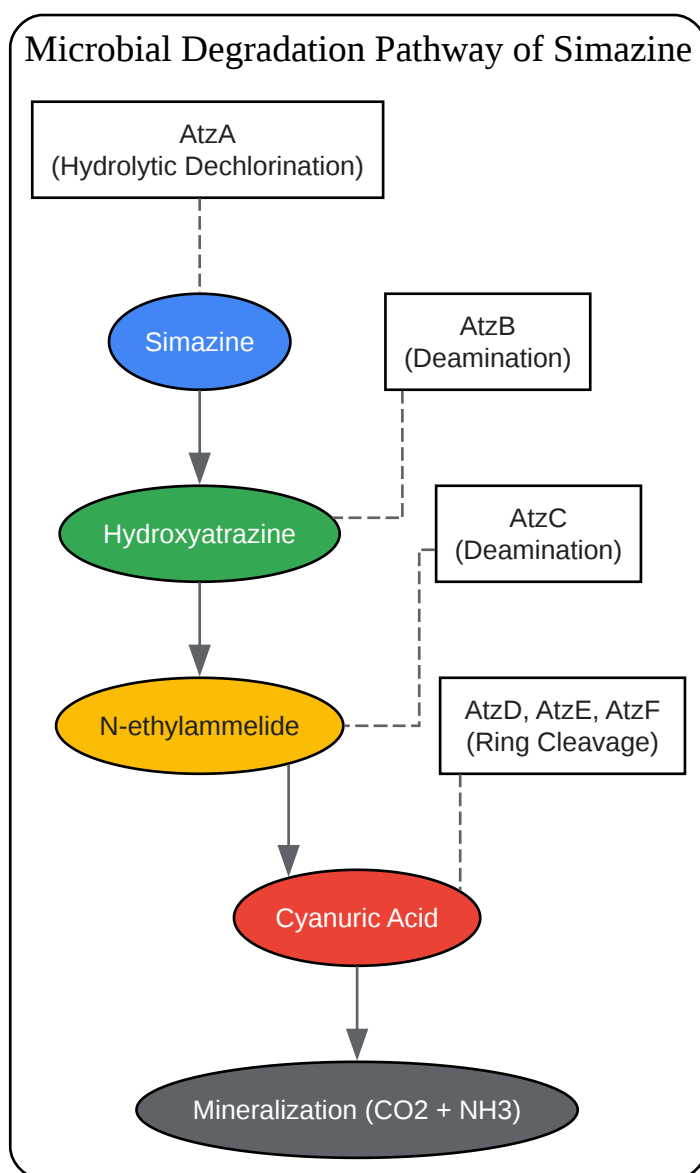 Microbial Degradation Pathway of Simazine
AtzA
(Hydrolytic Dechlorination)
Simazine
AtzB
(Deamination)
Hydroxyatrazine
AtzC
(Deamination)
N-ethylammelide
AtzD, AtzE, AtzF
(Ring Cleavage)
Cyanuric Acid
Mineralization (CO2 + NH3)